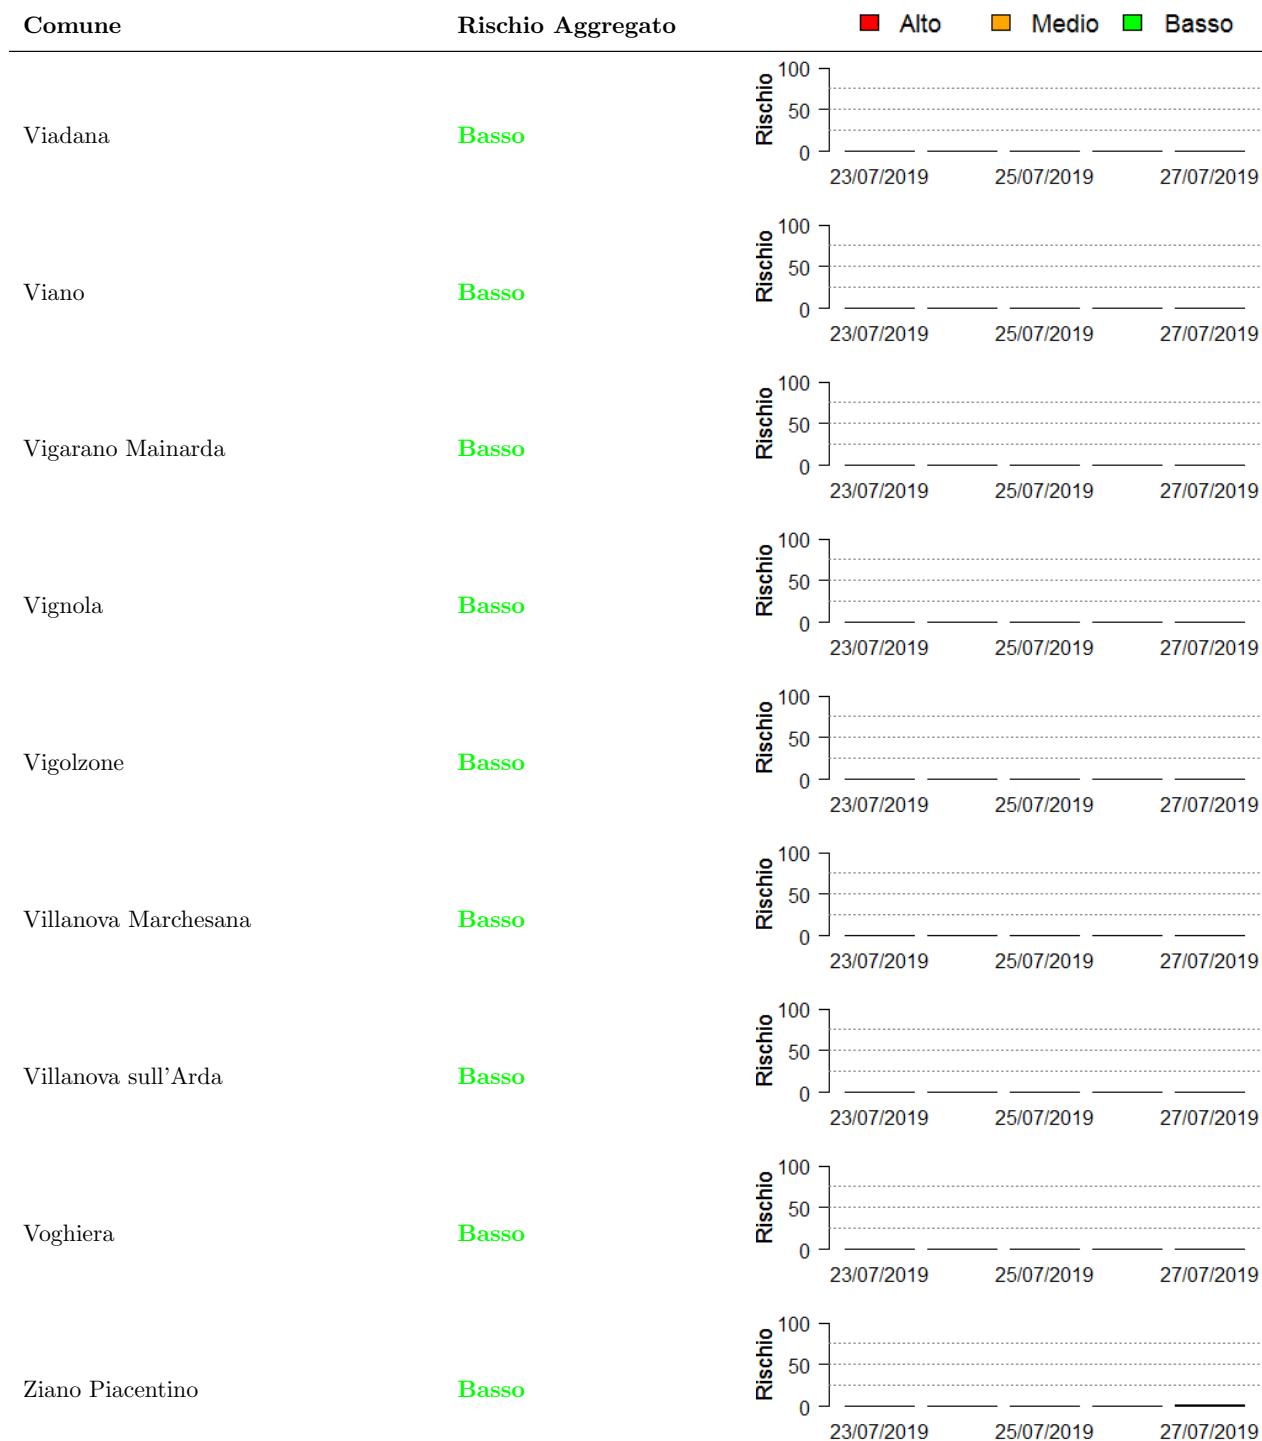 Comune Rischio Aggregato Alto Medio Basso
100
Rischio
50
Viadana Basso
0
23/07/2019 25/07/2019 27/07/2019
100
Rischio
50
Viano Basso
0
23/07/2019 25/07/2019 27/07/2019
100
Rischio
50
Vigarano Mainarda Basso
0
23/07/2019 25/07/2019 27/07/2019
100
Rischio
50
Vignola Basso
0
23/07/2019 25/07/2019 27/07/2019
100
Rischio
50
Vigolzone Basso
0
23/07/2019 25/07/2019 27/07/2019
100
Rischio
50
Villanova Marchesana Basso
0
23/07/2019 25/07/2019 27/07/2019
100
Rischio
50
Villanova sull'Arda Basso
0
23/07/2019 25/07/2019 27/07/2019
100
Rischio
50
Voghiera Basso
0
23/07/2019 25/07/2019 27/07/2019
100
Rischio
50
Ziano Piacentino Basso
0
23/07/2019 25/07/2019 27/07/2019